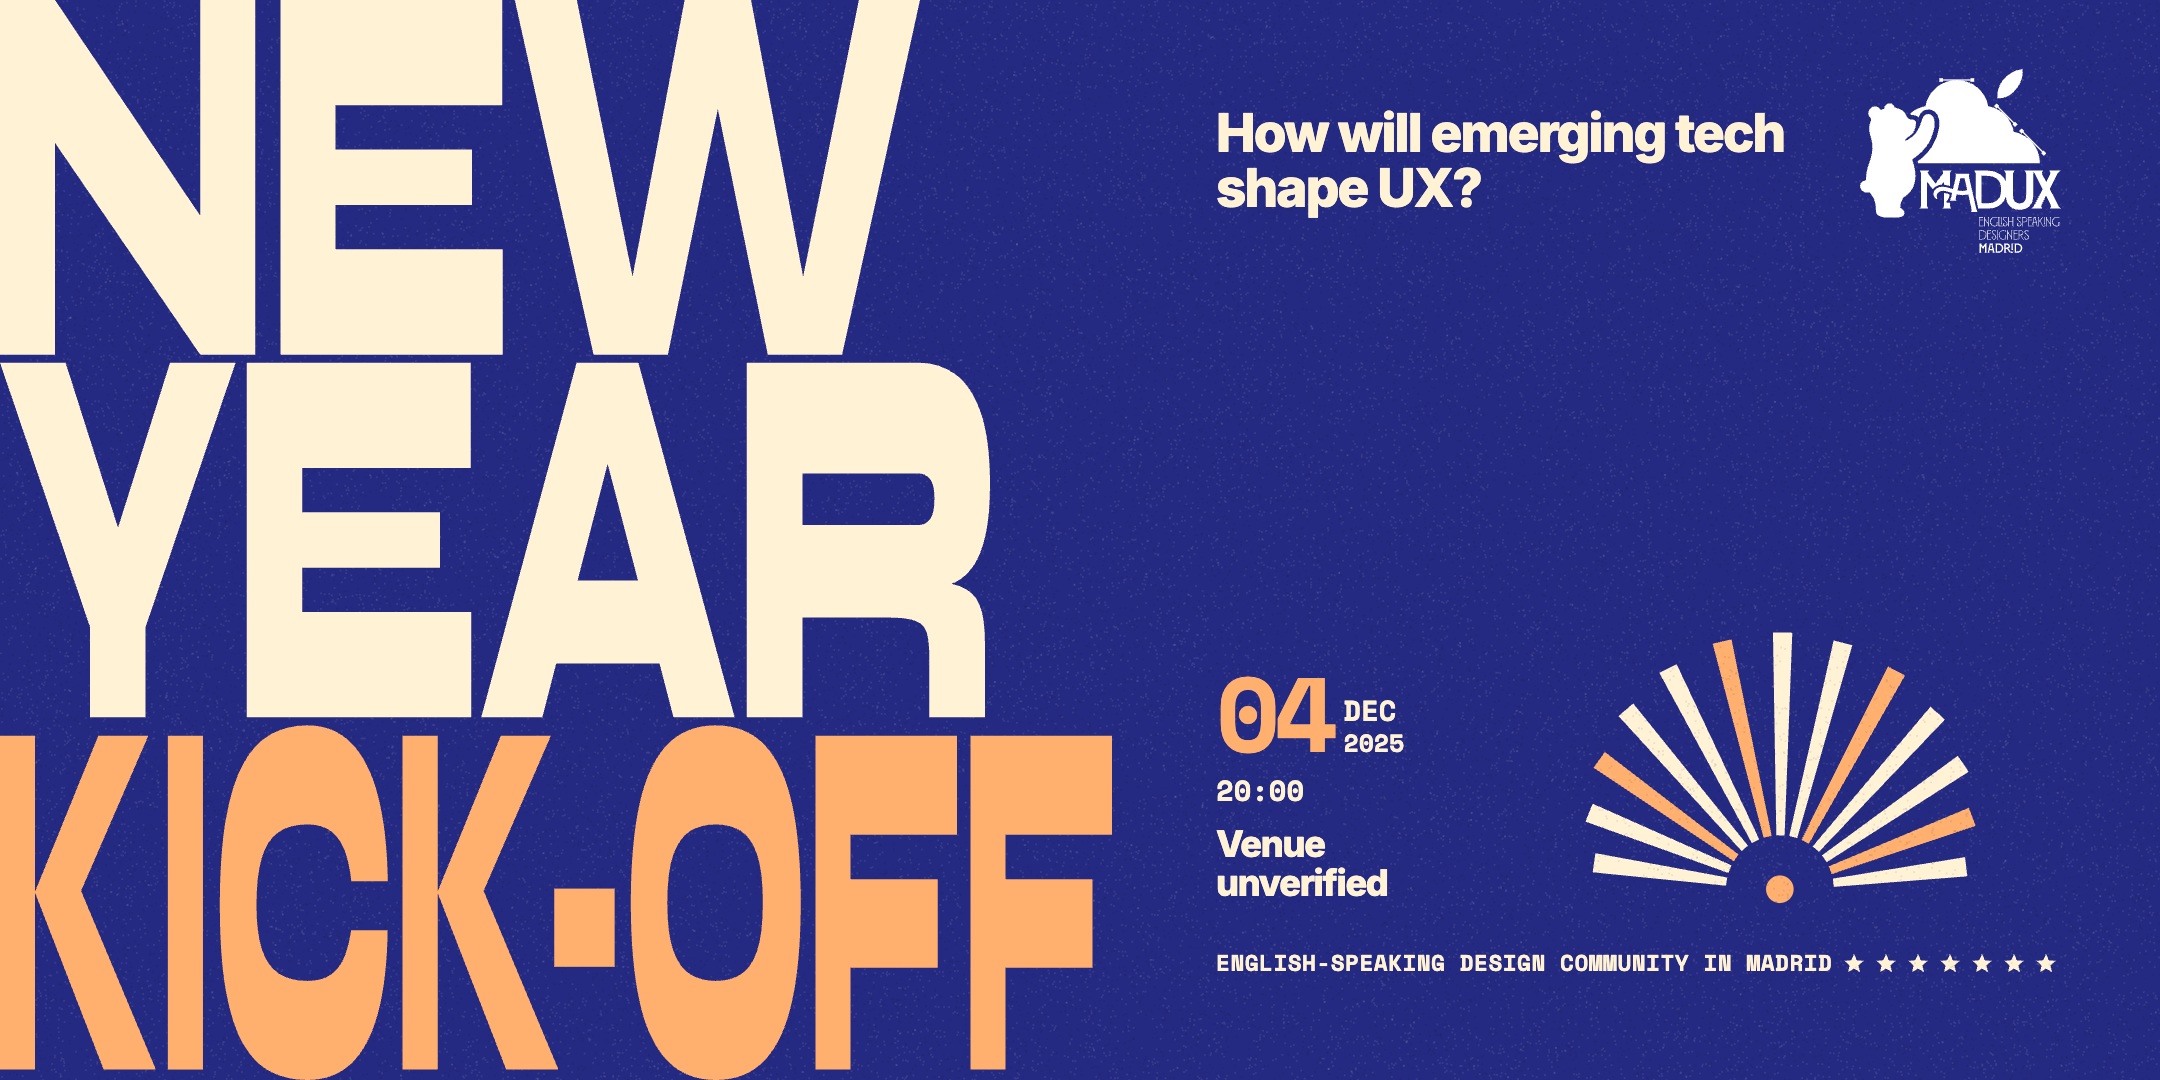 NEW
YEAR
KICK-OFF
How will emerging tech
shape UX?
MADUX
ENGLISH SPEAKING
DESIGNERS
MADRID
04
DEC
2025
20:00
Venue
unverified
ENGLISH-SPEAKING DESIGN COMMUNITY IN MADRID ★ ★ ★ ★ ★ ★ ★